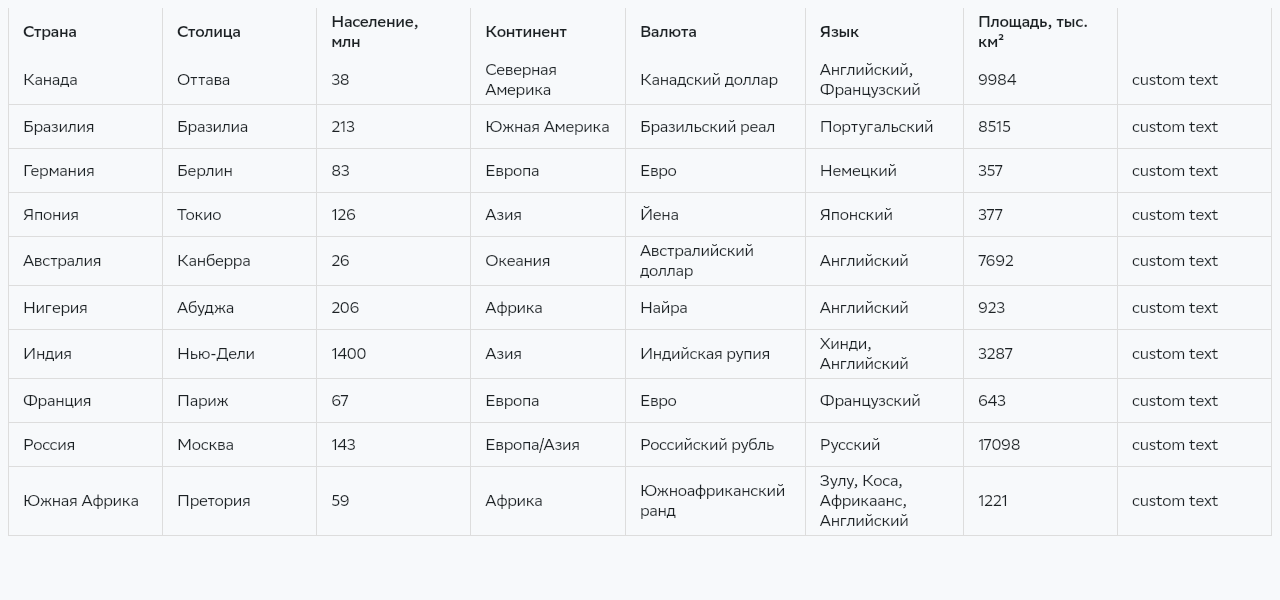 Страна Столица Население, млн Континент Валюта Язык Площадь, тыс. км²
Канада Оттава 38 Северная Америка Канадский доллар Английский, Французский 9984 custom text
Бразилия Бразилиа 213 Южная Америка Бразильский реал Португальский 8515 custom text
Германия Берлин 83 Европа Евро Немецкий 357 custom text
Япония Токио 126 Азия Йена Японский 377 custom text
Австралия Канберра 26 Океания Австралийский доллар Английский 7692 custom text
Нигерия Абуджа 206 Африка Найра Английский 923 custom text
Индия Нью-Дели 1400 Азия Индийская рупия Хинди, Английский 3287 custom text
Франция Париж 67 Европа Евро Французский 643 custom text
Россия Москва 143 Европа/Азия Российский рубль Русский 17098 custom text
Южная Африка Претория 59 Африка Южноафриканский ранд Зулу, Коса, Африкаанс, Английский 1221 custom text